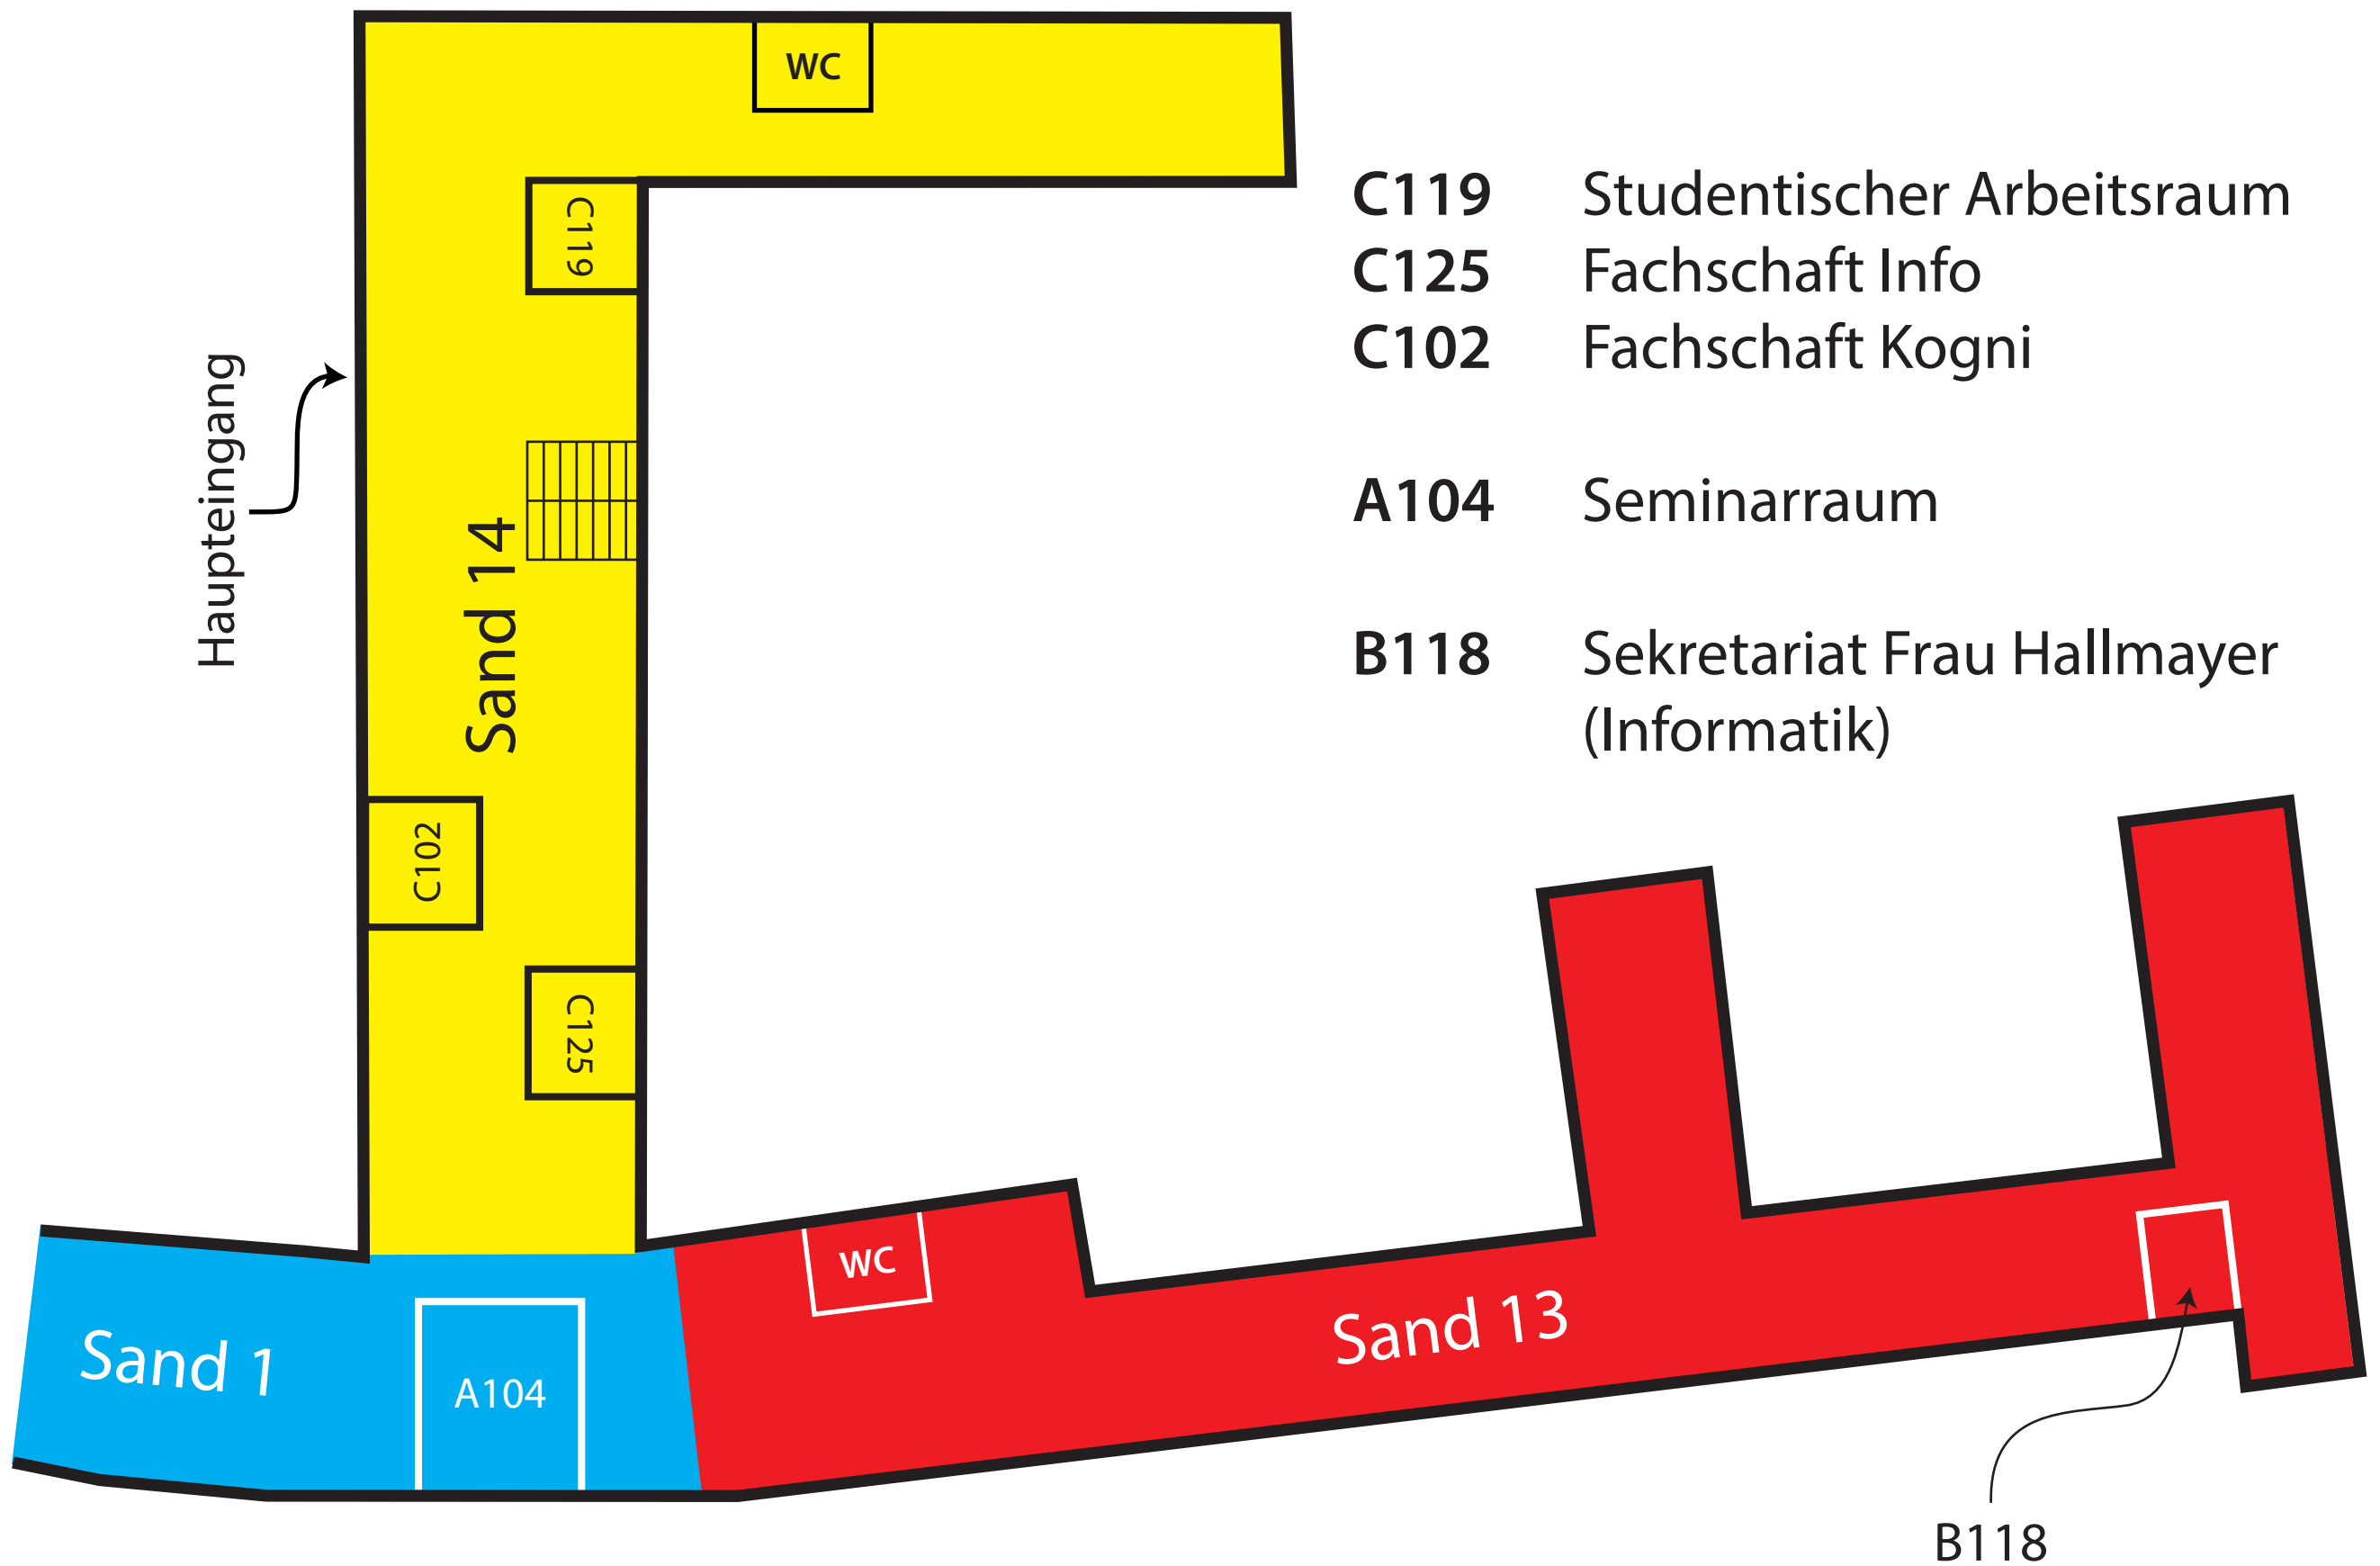 WC
C119
Haupteingang
Sand 14
C102
C125
C119 Studentischer Arbeitsraum
C125 Fachschaft Info
C102 Fachschaft Kogni
A104 Seminarraum
B118 Sekretariat Frau Hallmayer
(Informatik)
WC
Sand 1
A104
Sand 13
B118